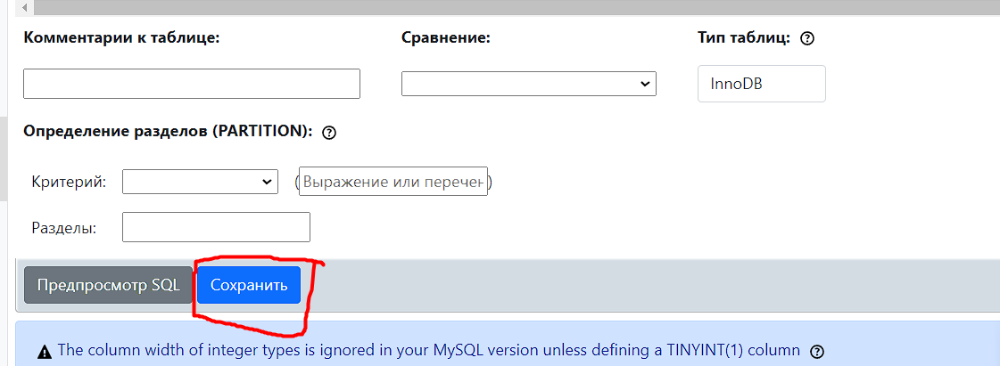 Комментарии к таблице: Сравнение: Тип таблиц:
InnoDB
Определение разделов (PARTITION):
Критерий: (Выражение или перечен)
Разделы:
Предпросмотр SQL Сохранить
The column width of integer types is ignored in your MySQL version unless defining a TINYINT(1) column